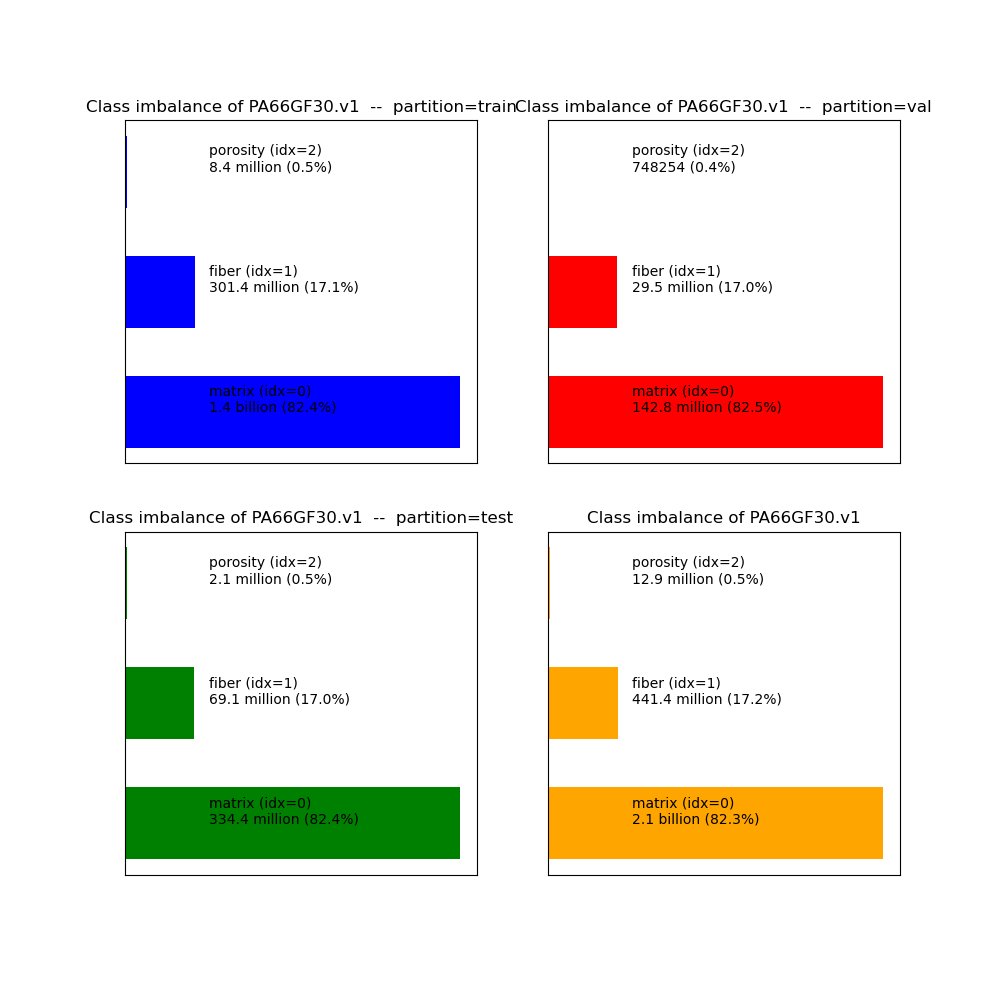 Class imbalance of PA66GF30.v1  --  partition=train
porosity (idx=2)
8.4 million (0.5%)
fiber (idx=1)
301.4 million (17.1%)
matrix (idx=0)
1.4 billion (82.4%)
Class imbalance of PA66GF30.v1  --  partition=val
porosity (idx=2)
748254 (0.4%)
fiber (idx=1)
29.5 million (17.0%)
matrix (idx=0)
142.8 million (82.5%)
Class imbalance of PA66GF30.v1  --  partition=test
porosity (idx=2)
2.1 million (0.5%)
fiber (idx=1)
69.1 million (17.0%)
matrix (idx=0)
334.4 million (82.4%)
Class imbalance of PA66GF30.v1
porosity (idx=2)
12.9 million (0.5%)
fiber (idx=1)
441.4 million (17.2%)
matrix (idx=0)
2.1 billion (82.3%)